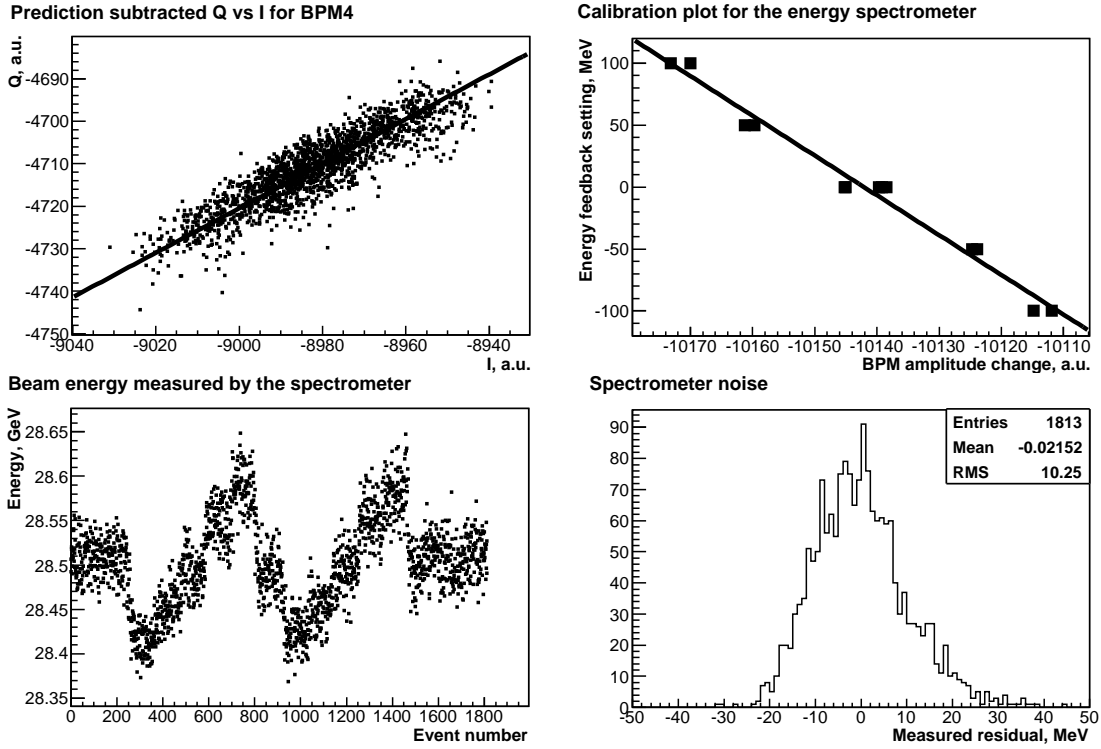 Prediction subtracted Q vs I for BPM4
Q, a.u.
-4690
-4700
-4710
-4720
-4730
-4740
-4750
-9040 -9020 -9000 -8980 -8960 -8940
I, a.u.
Calibration plot for the energy spectrometer
Energy feedback setting, MeV
100
50
0
-50
-100
-10170 -10160 -10150 -10140 -10130 -10120 -10110
BPM amplitude change, a.u.
Beam energy measured by the spectrometer
Energy, GeV
28.65
28.6
28.55
28.5
28.45
28.4
28.35
0 200 400 600 800 1000 1200 1400 1600 1800
Event number
Spectrometer noise
Entries 1813
Mean -0.02152
RMS 10.25
90
80
70
60
50
40
30
20
10
0
-50 -40 -30 -20 -10 0 10 20 30 40 50
Measured residual, MeV